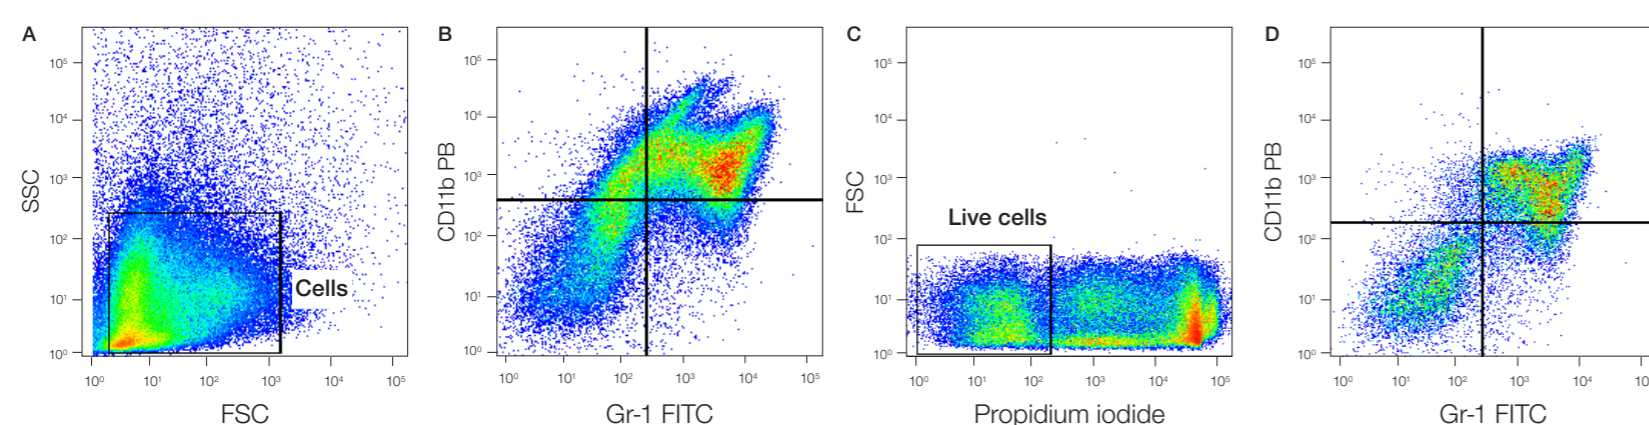 A
SSC
10⁵
10⁴
10³
10²
10¹
10⁰
Cells
10⁰ 10¹ 10² 10³ 10⁴ 10⁵
FSC
B
CD11b PB
10⁵
10⁴
10³
10²
10¹
10⁰
10⁰ 10¹ 10² 10³ 10⁴ 10⁵
Gr-1 FITC
C
FSC
10⁵
10⁴
10³
10²
10¹
10⁰
Live cells
10⁰ 10¹ 10² 10³ 10⁴ 10⁵
Propidium iodide
D
CD11b PB
10⁵
10⁴
10³
10²
10¹
10⁰
10⁰ 10¹ 10² 10³ 10⁴
Gr-1 FITC